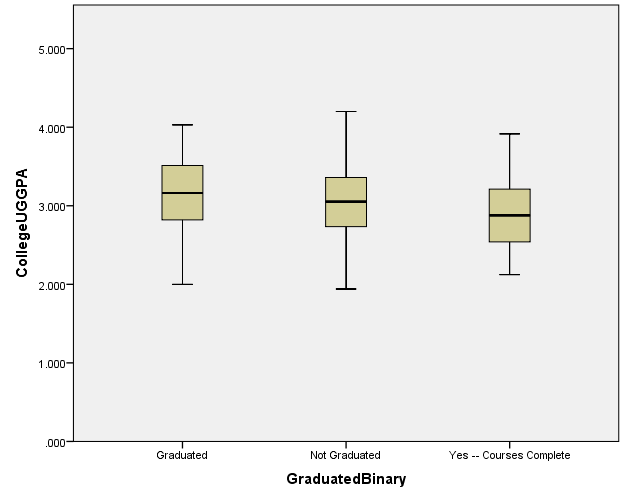 CollegeUGGPA
5.000
4.000
3.000
2.000
1.000
.000
Graduated
Not Graduated
Yes -- Courses Complete
GraduatedBinary